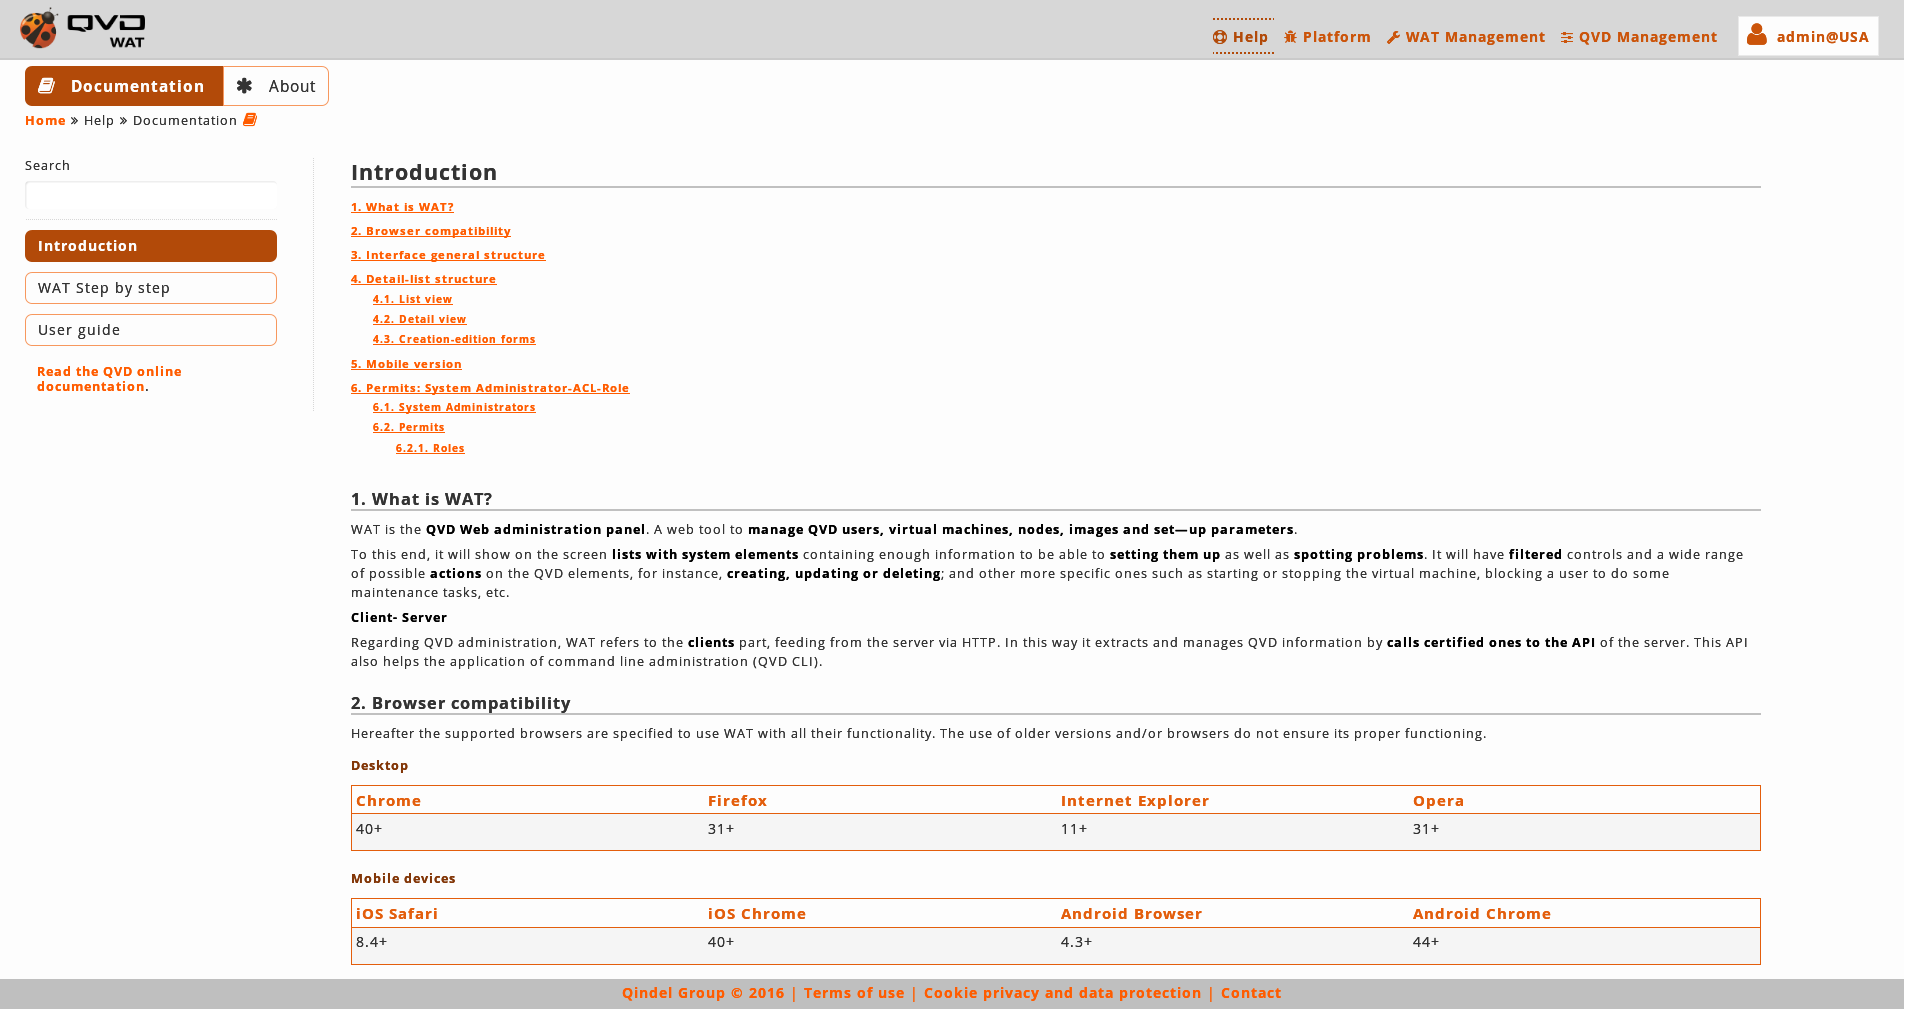 QVD
WAT
Help Platform WAT Management QVD Management admin@USA
Documentation About
Home » Help » Documentation
Search
Introduction
WAT Step by step
User guide
Read the QVD online
documentation.
Introduction
1. What is WAT?
2. Browser compatibility
3. Interface general structure
4. Detail-list structure
4.1. List view
4.2. Detail view
4.3. Creation-edition forms
5. Mobile version
6. Permits: System Administrator-ACL-Role
6.1. System Administrators
6.2. Permits
6.2.1. Roles
1. What is WAT?
WAT is the QVD Web administration panel. A web tool to manage QVD users, virtual machines, nodes, images and set—up parameters.
To this end, it will show on the screen lists with system elements containing enough information to be able to setting them up as well as spotting problems. It will have filtered controls and a wide range
of possible actions on the QVD elements, for instance, creating, updating or deleting; and other more specific ones such as starting or stopping the virtual machine, blocking a user to do some
maintenance tasks, etc.
Client- Server
Regarding QVD administration, WAT refers to the clients part, feeding from the server via HTTP. In this way it extracts and manages QVD information by calls certified ones to the API of the server. This API
also helps the application of command line administration (QVD CLI).
2. Browser compatibility
Hereafter the supported browsers are specified to use WAT with all their functionality. The use of older versions and/or browsers do not ensure its proper functioning.
Desktop
Chrome Firefox Internet Explorer Opera
40+ 31+ 11+ 31+
Mobile devices
iOS Safari iOS Chrome Android Browser Android Chrome
8.4+ 40+ 4.3+ 44+
Qindel Group © 2016 | Terms of use | Cookie privacy and data protection | Contact